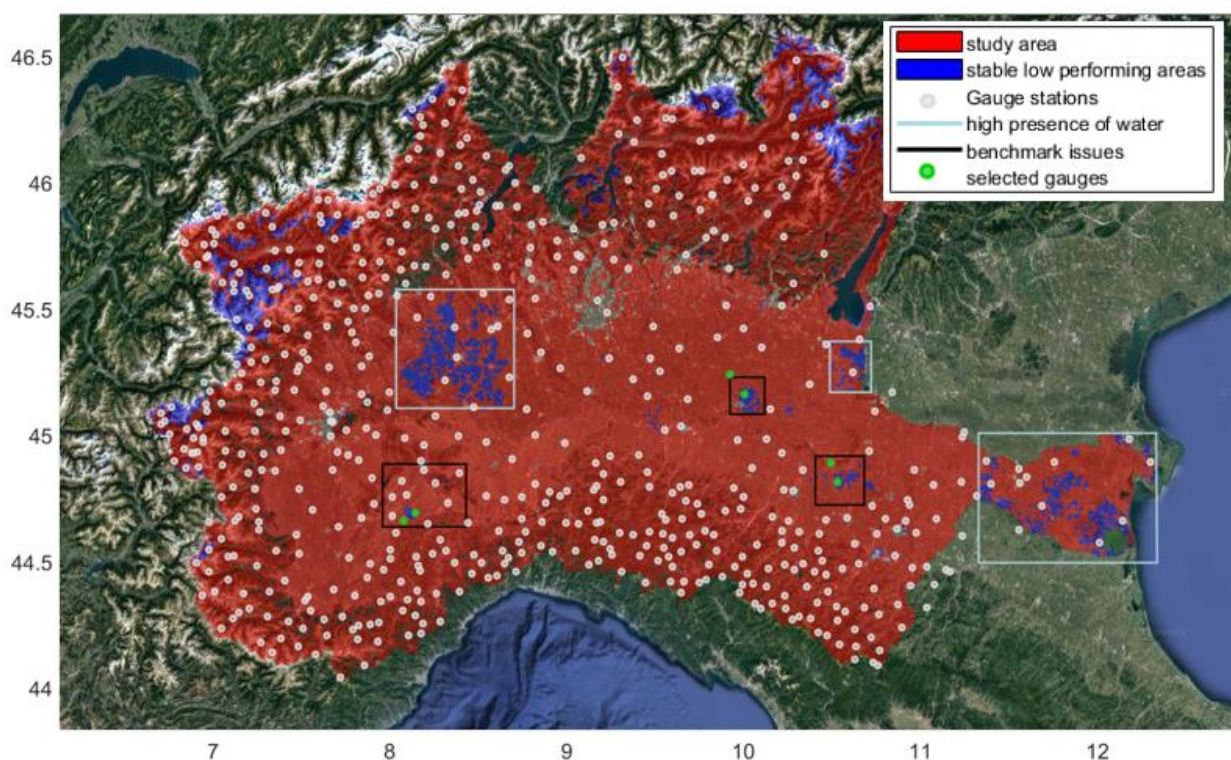 46.5
46
45.5
45
44.5
44
study area
stable low performing areas
Gauge stations
high presence of water
benchmark issues
selected gauges
7
8
9
10
11
12